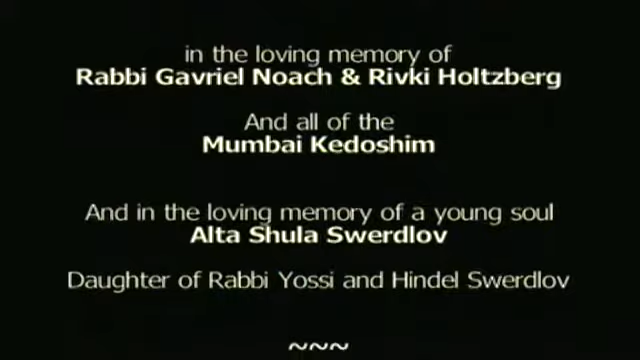 in the loving memory of
Rabbi Gavriel Noach & Rivki Holtzberg
And all of the
Mumbai Kedoshim
And in the loving memory of a young soul
Alta Shula Swerdlov
Daughter of Rabbi Yossi and Hindel Swerdlov
~~~